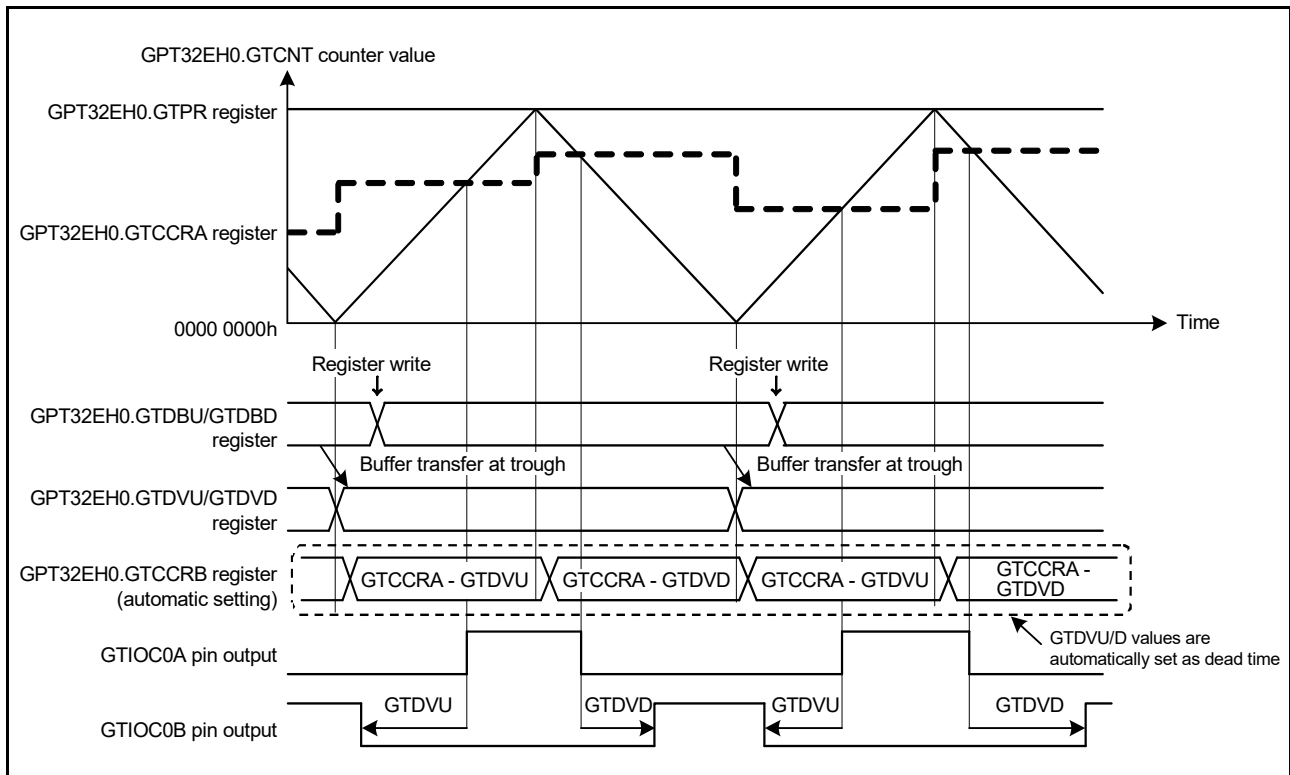 GPT32EH0.GTCNT counter value
GPT32EH0.GTPR register
GPT32EH0.GTCCRA register
0000 0000h
Time
Register write
Register write
GPT32EH0.GTDBU/GTDBD
register
Buffer transfer at trough
Buffer transfer at trough
GPT32EH0.GTDVU/GTDVD
register
GPT32EH0.GTCCRB register
(automatic setting)
GTCCRA - GTDVU
GTCCRA - GTDVD
GTCCRA - GTDVU
GTCCRA -
GTDVD
GTDVU/D values are
automatically set as dead time
GTIOC0A pin output
GTDVU
GTDVD
GTDVU
GTDVD
GTIOC0B pin output